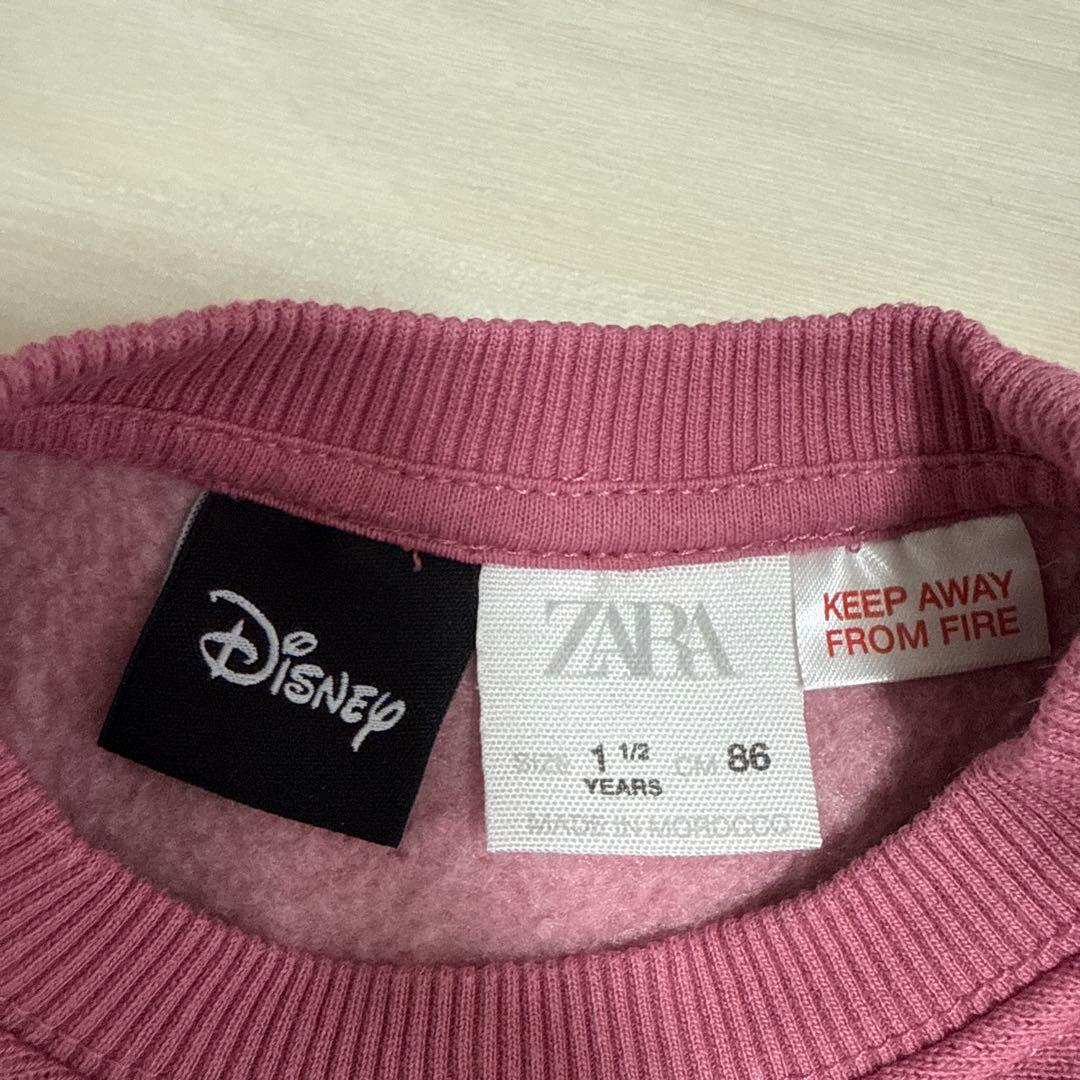 Disney
ZARA
SIZE 1 1/2 CM 86
YEARS
MADE IN MOROCCO
KEEP AWAY
FROM FIRE